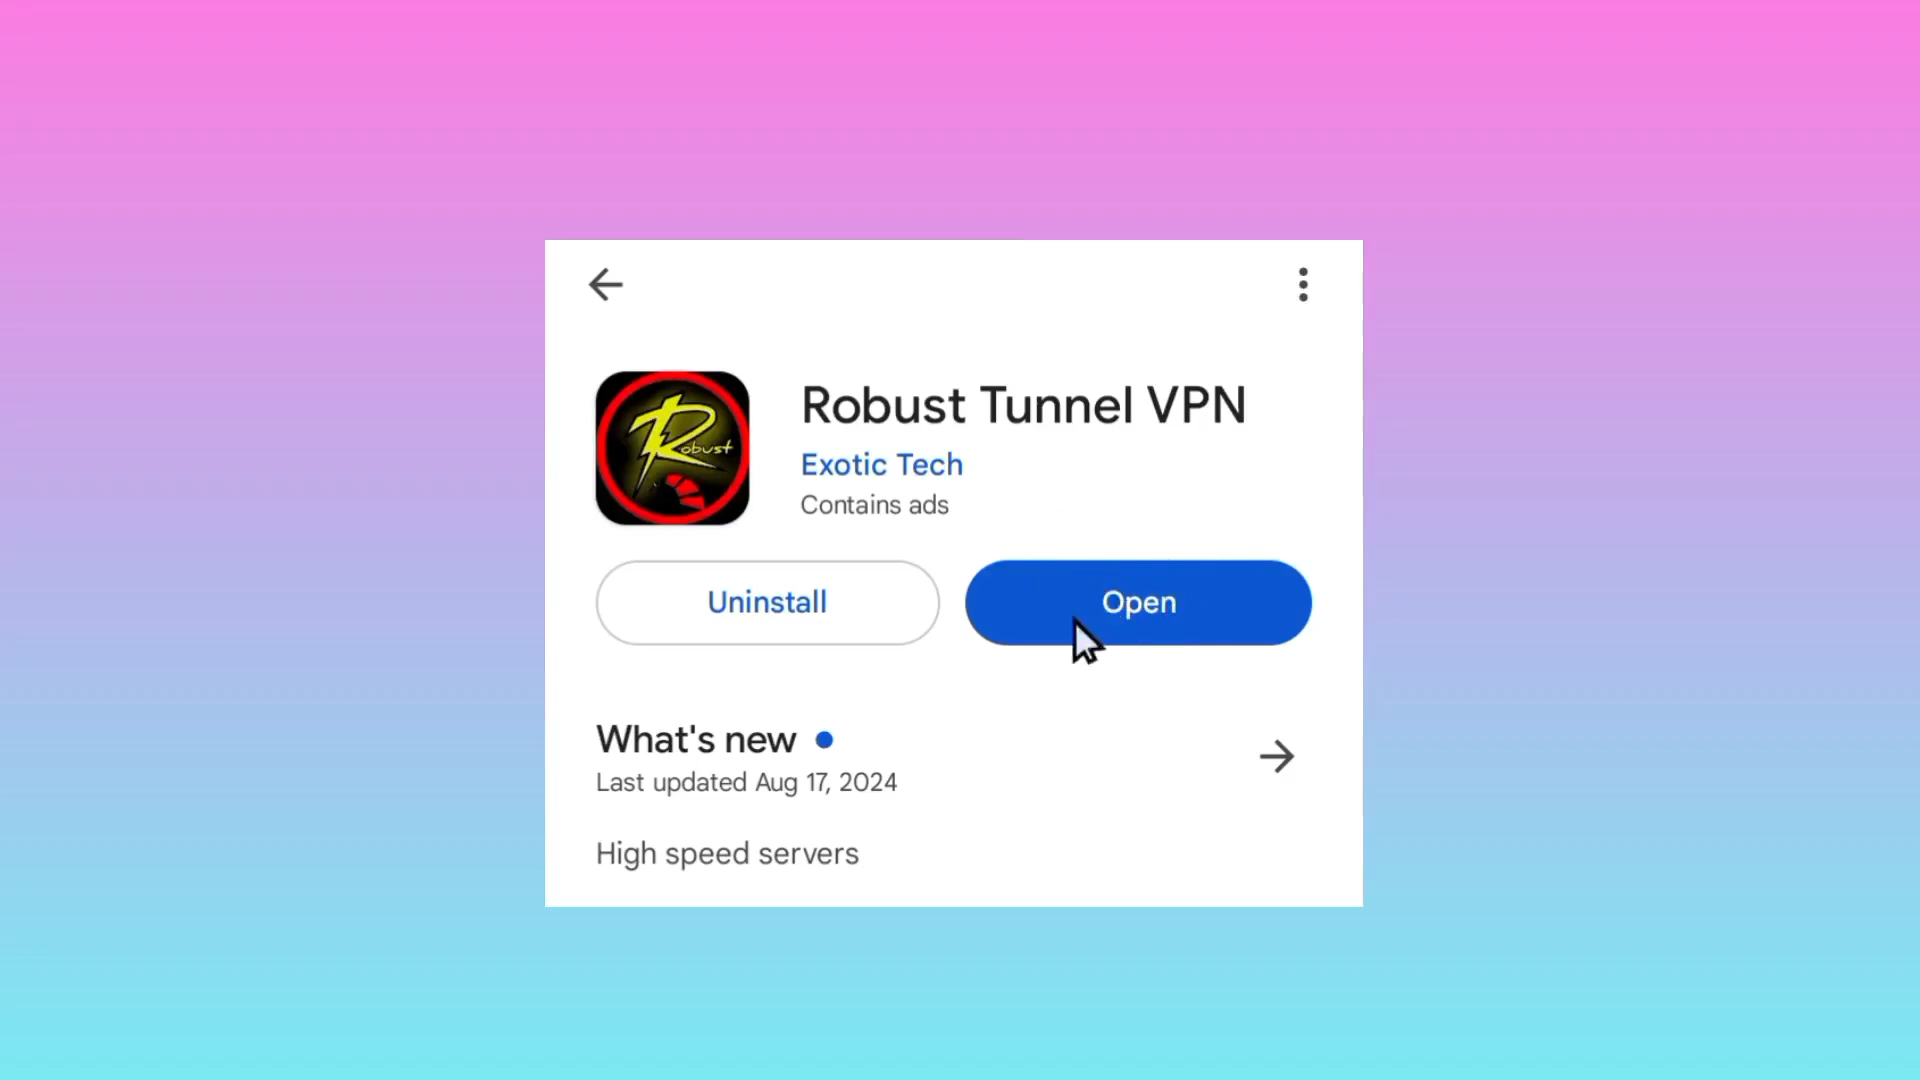 Robust
Robust Tunnel VPN
Exotic Tech
Contains ads
Uninstall
Open
What's new
Last updated Aug 17, 2024
High speed servers